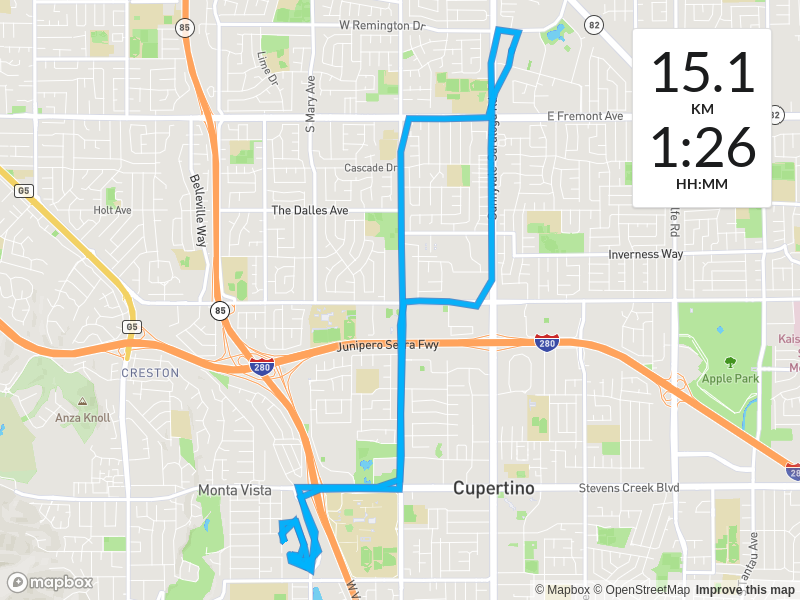 W Remington Dr
85
82
Lime Dr
S Mary Ave
15.1
KM
1:26
HH:MM
E Fremont Ave
82
Cascade Dr
G5
Belleville Way
Holt Ave
The Dalles Ave
Inverness Way
85
G5
Junipero Serra Fwy
280
280
CRESTON
Apple Park
Anza Knoll
280
Monta Vista
Cupertino
Stevens Creek Blvd
Tantau Ave
mapbox
© Mapbox © OpenStreetMap Improve this map